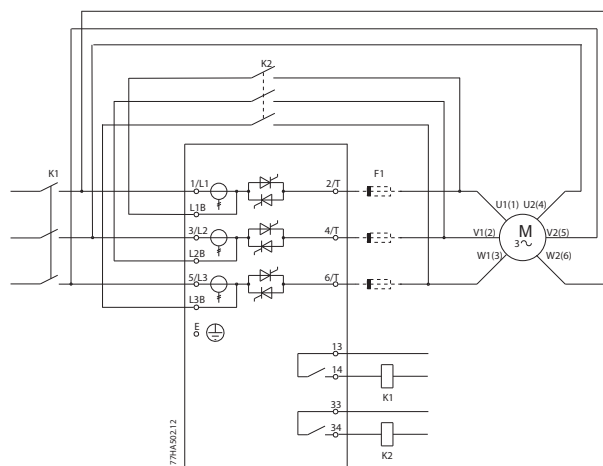 K2
K1
1/L1
2/T
F1
L1B
U1(1) U2(4)
3/L2
4/T
V1(2)
M
3~
V2(5)
L2B
W1(3)
W2(6)
5/L3
6/T
L3B
E
13
14
K1
33
34
K2
177HA502.12